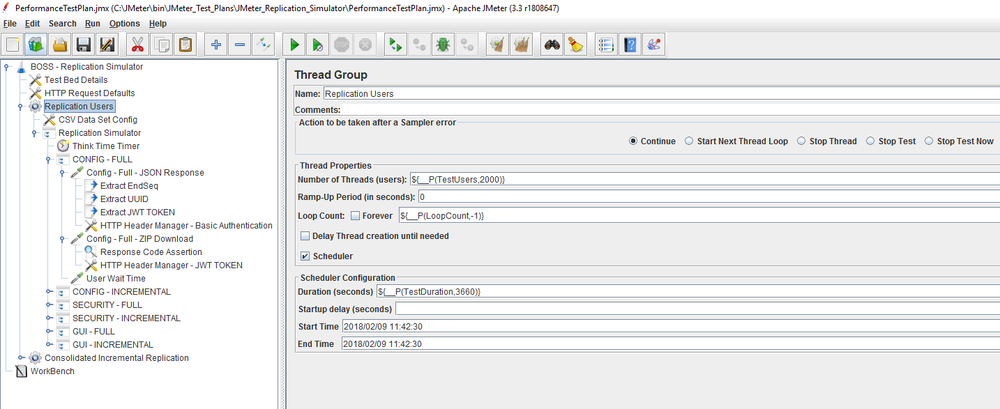 PerformanceTestPlan.jmx (C:\JMeter\bin\JMeter_Test_Plans\JMeter_Replication_Simulator\PerformanceTestPlan.jmx) - Apache JMeter (3.3 r1808647)
File Edit Search Run Options Help
STOP
BOSS - Replication Simulator
Test Bed Details
HTTP Request Defaults
Replication Users
CSV Data Set Config
Replication Simulator
Think Time Timer
CONFIG - FULL
Config - Full - JSON Response
Extract EndSeq
Extract UUID
Extract JWT TOKEN
HTTP Header Manager - Basic Authentication
Config - Full - ZIP Download
Response Code Assertion
HTTP Header Manager - JWT TOKEN
User Wait Time
CONFIG - INCREMENTAL
SECURITY - FULL
SECURITY - INCREMENTAL
GUI - FULL
GUI - INCREMENTAL
Consolidated Incremental Replication
WorkBench
Thread Group
Name: Replication Users
Comments:
Action to be taken after a Sampler error
Continue Start Next Thread Loop Stop Thread Stop Test Stop Test Now
Thread Properties
Number of Threads (users): ${__P(TestUsers,2000)}
Ramp-Up Period (in seconds): 0
Loop Count: Forever ${__P(LoopCount,-1)}
Delay Thread creation until needed
Scheduler
Scheduler Configuration
Duration (seconds) ${__P(TestDuration,3660)}
Startup delay (seconds)
Start Time 2018/02/09 11:42:30
End Time 2018/02/09 11:42:30